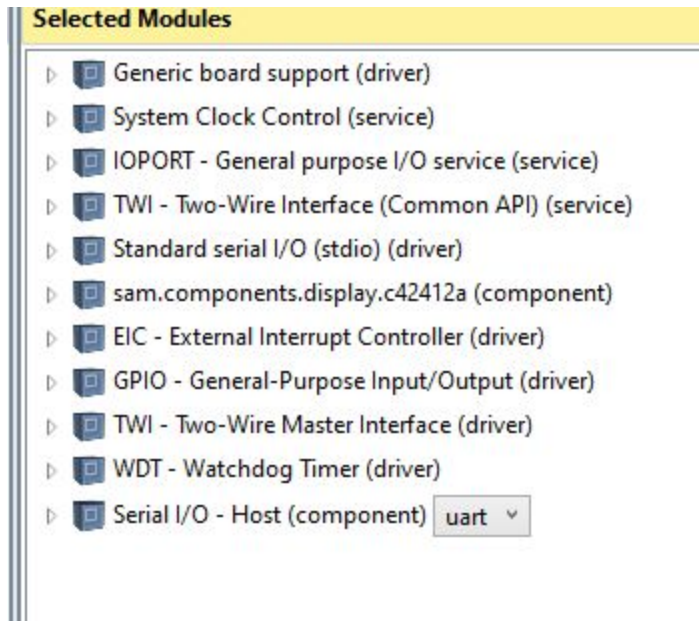 Selected Modules
Generic board support (driver)
System Clock Control (service)
IOPORT - General purpose I/O service (service)
TWI - Two-Wire Interface (Common API) (service)
Standard serial I/O (stdio) (driver)
sam.components.display.c42412a (component)
EIC - External Interrupt Controller (driver)
GPIO - General-Purpose Input/Output (driver)
TWI - Two-Wire Master Interface (driver)
WDT - Watchdog Timer (driver)
Serial I/O - Host (component) uart